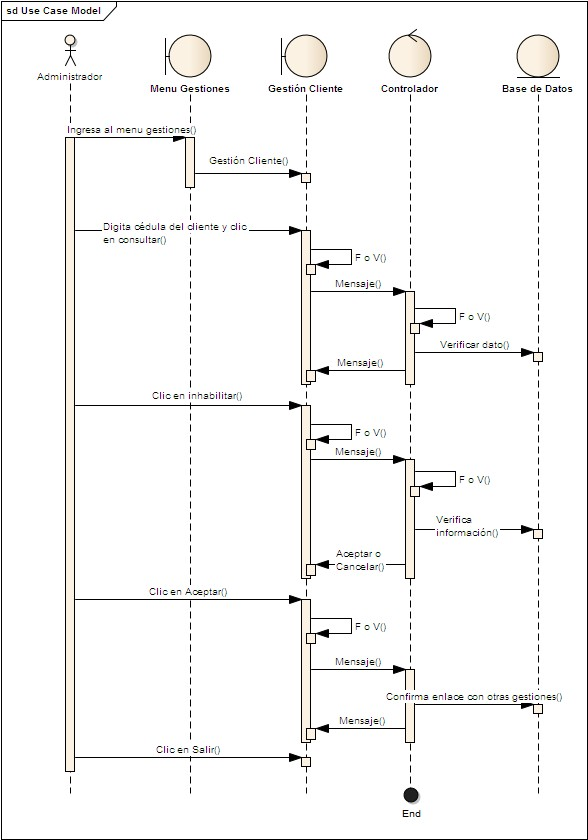 sd Use Case Model
Administrador
Menu Gestiones
Gestión Cliente
Controlador
Base de Datos
Ingresa al menu gestiones()
Gestión Cliente()
Digita cédula del cliente y clic
en consultar()
F o V()
Mensaje()
F o V()
Verificar dato()
Mensaje()
Clic en inhabilitar()
F o V()
Mensaje()
F o V()
Verifica
información()
Aceptar o
Cancelar()
Clic en Aceptar()
F o V()
Mensaje()
Confirma enlace con otras gestiones()
Mensaje()
Clic en Salir()
End